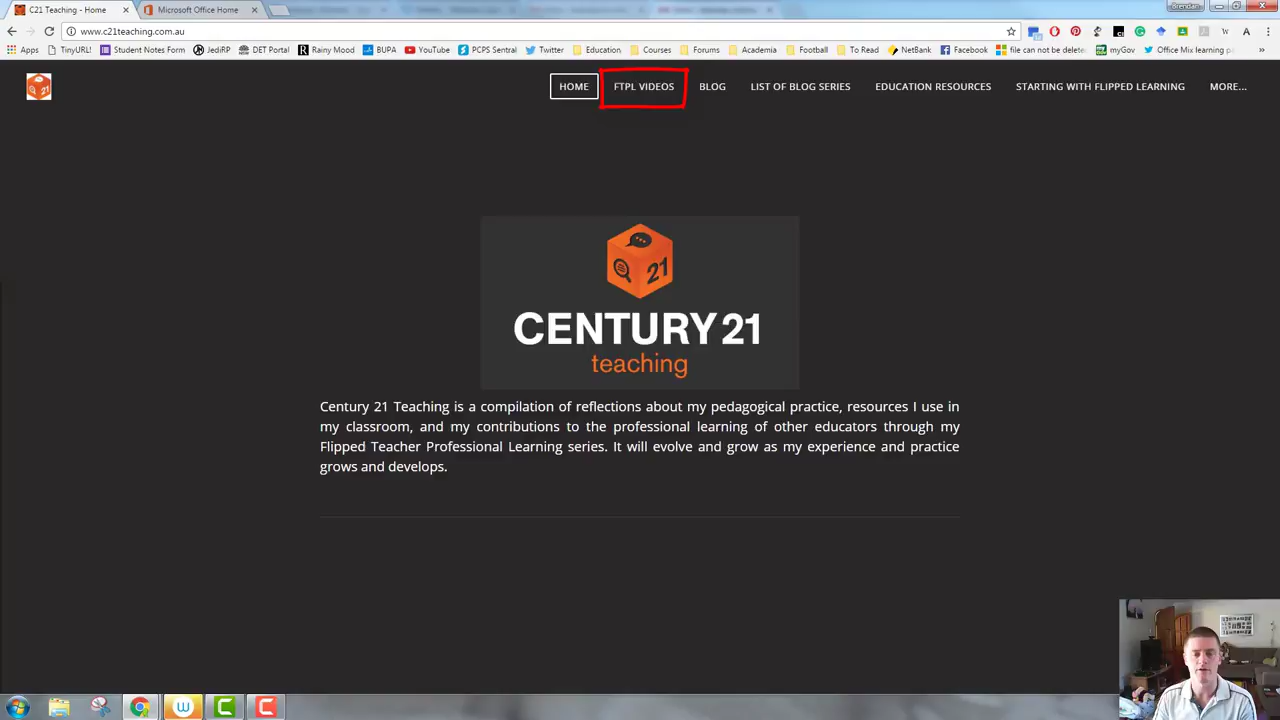 C21 Teaching - Home
Microsoft Office Home
Brendan
www.c21teaching.com.au
Apps TinyURL! Student Notes Form JediRP DET Portal Rainy Mood BUPA YouTube PCPS Sentral Twitter Education Courses Forums Academia Football To Read NetBank Facebook file can not be delete myGov Office Mix learning p
HOME FTPL VIDEOS BLOG LIST OF BLOG SERIES EDUCATION RESOURCES STARTING WITH FLIPPED LEARNING MORE...
21
CENTURY 21
teaching
Century 21 Teaching is a compilation of reflections about my pedagogical practice, resources I use in
my classroom, and my contributions to the professional learning of other educators through my
Flipped Teacher Professional Learning series. It will evolve and grow as my experience and practice
grows and develops.